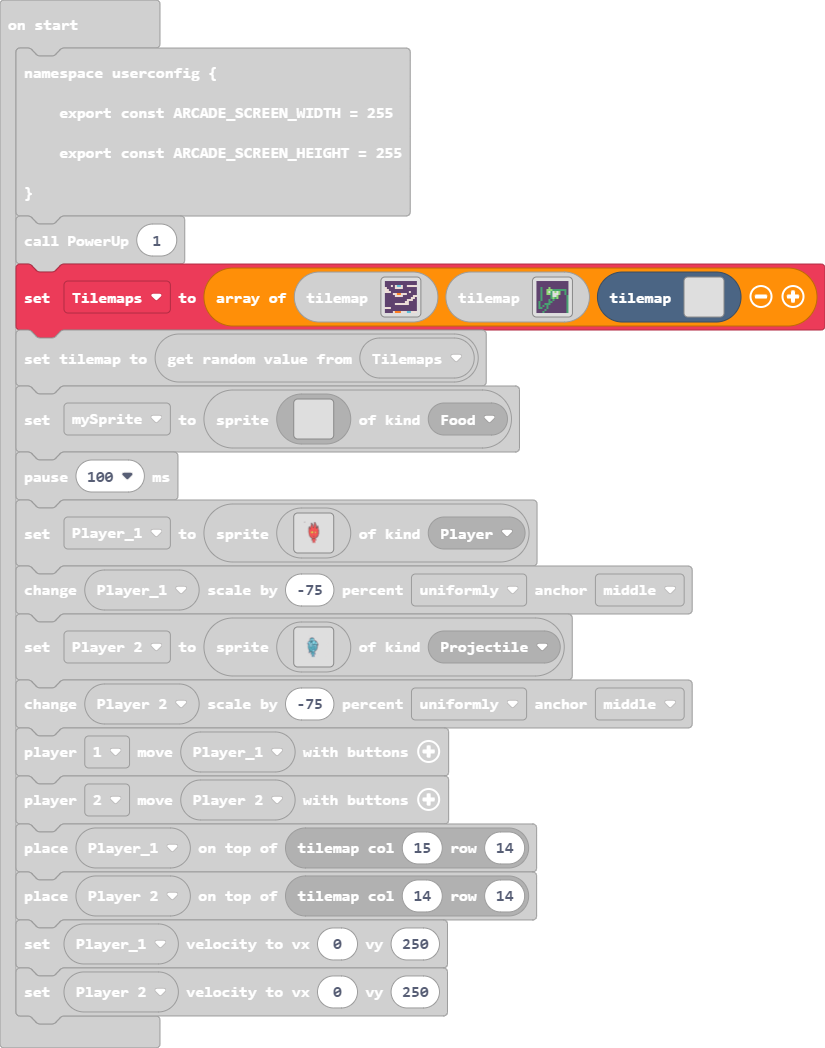 on start
namespace userconfig {
export const ARCADE_SCREEN_WIDTH = 255
export const ARCADE_SCREEN_HEIGHT = 255
}
call PowerUp 1
set Tilemaps to array of tilemap tilemap tilemap
set tilemap to get random value from Tilemaps
set mySprite to sprite of kind Food
pause 100 ms
set Player_1 to sprite of kind Player
change Player_1 scale by -75 percent uniformly anchor middle
set Player 2 to sprite of kind Projectile
change Player 2 scale by -75 percent uniformly anchor middle
player 1 move Player_1 with buttons
player 2 move Player 2 with buttons
place Player_1 on top of tilemap col 15 row 14
place Player 2 on top of tilemap col 14 row 14
set Player_1 velocity to vx 0 vy 250
set Player 2 velocity to vx 0 vy 250